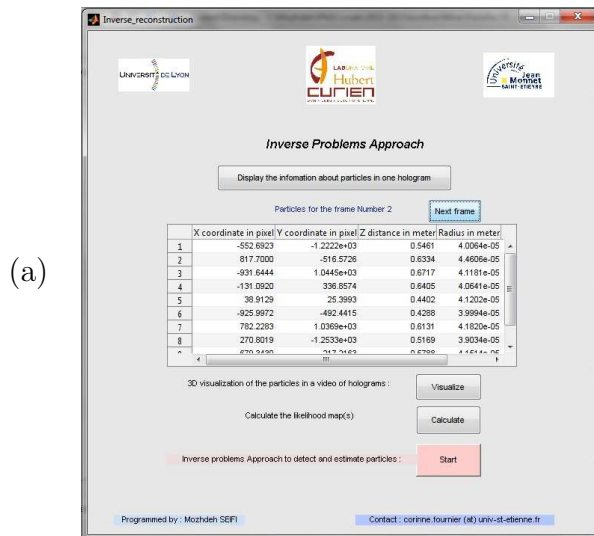 Inverse_reconstruction
UNIVERSITÉ DE LYON
LABORATOIRE
Hubert
CURIEN
Université
Jean
Monnet
SAINT-ETIENNE
Inverse Problems Approach
Display the infomation about particles in one hologram
Particles for the frame Number 2 Next frame
X coordinate in pixel Y coordinate in pixel Z distance in meter Radius in meter
1 -552.6923 -1.2222e+03 0.5461 4.0064e-05
2 817.7000 -516.5726 0.6334 4.4606e-05
3 -931.6444 1.0445e+03 0.6717 4.1181e-05
(a)
4 -131.0920 336.8574 0.6405 4.0641e-05
5 38.9129 25.3993 0.4402 4.1202e-05
6 -925.9972 -492.4415 0.4288 3.9994e-05
7 782.2283 1.0369e+03 0.6131 4.1820e-05
8 270.8019 -1.2533e+03 0.5169 3.9034e-05
3D visualization of the particles in a video of holograms : Visualize
Calculate the likelihood map(s) Calculate
Inverse problems Approach to detect and estimate particles : Start
Programmed by : Mozhdeh SEIFI Contact : corinne.fournier (at) univ-st-etienne.fr